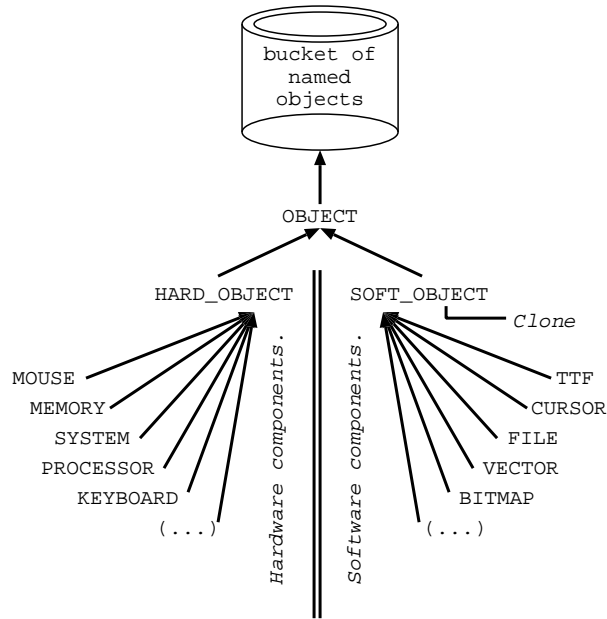 bucket of
named
objects
OBJECT
HARD_OBJECT
SOFT_OBJECT
Clone
MOUSE
MEMORY
SYSTEM
PROCESSOR
KEYBOARD
(...)
Hardware components.
Software components.
TTF
CURSOR
FILE
VECTOR
BITMAP
(...)